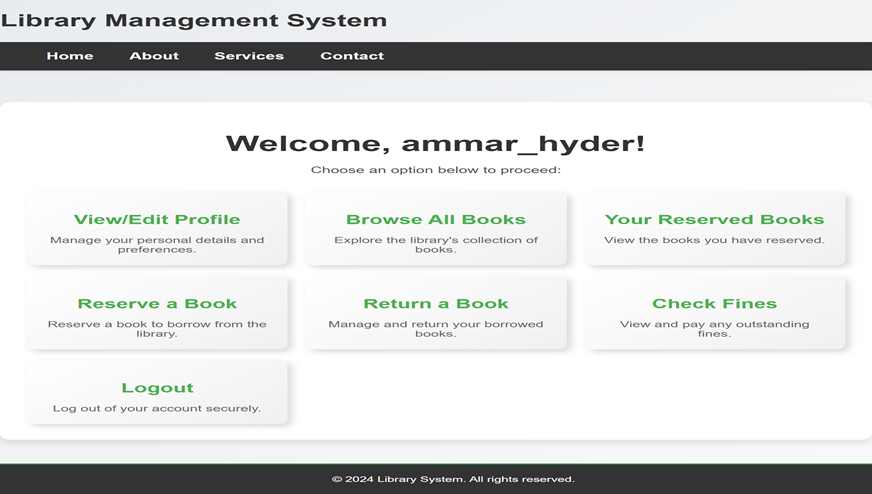 Library Management System
Home About Services Contact
Welcome, ammar_hyder!
Choose an option below to proceed:
View/Edit Profile
Manage your personal details and
preferences.
Browse All Books
Explore the library's collection of
books.
Your Reserved Books
View the books you have reserved.
Reserve a Book
Reserve a book to borrow from the
library.
Return a Book
Manage and return your borrowed
books.
Check Fines
View and pay any outstanding
fines.
Logout
Log out of your account securely.
© 2024 Library System. All rights reserved.